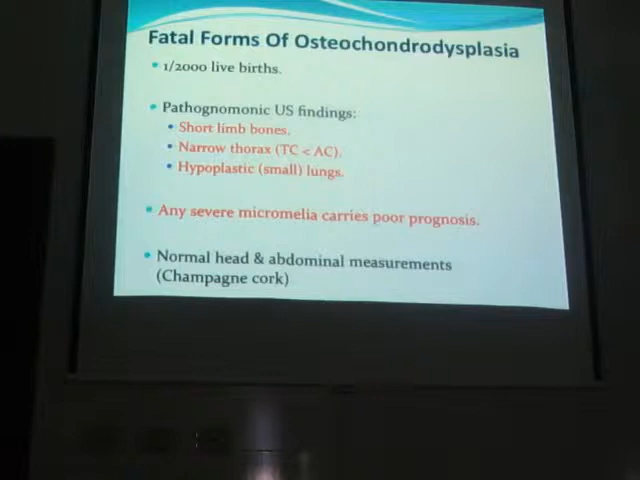 Fatal Forms Of Osteochondrodysplasia
• 1/2000 live births.
• Pathognomonic US findings:
• Short limb bones.
• Narrow thorax (TC < AC).
• Hypoplastic (small) lungs.
• Any severe micromelia carries poor prognosis.
• Normal head & abdominal measurements
(Champagne cork)